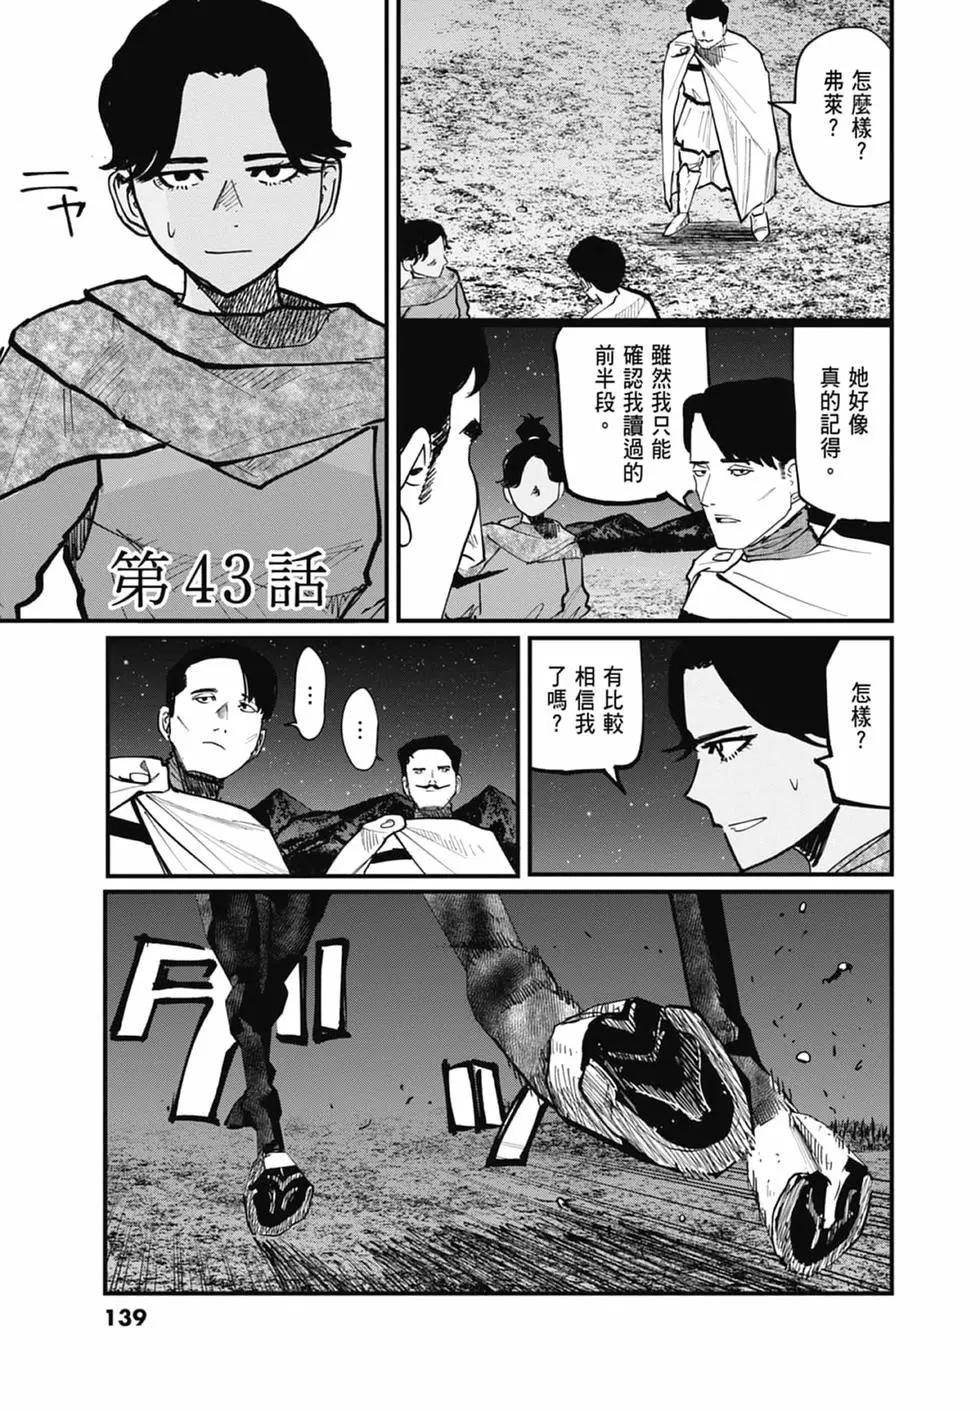 怎麼樣？
弗萊？
ニヤ
她好像
真的記得。
雖然我只能
確認我讀過的
前半段。
第43話
怎樣？
有比較
相信我
了嗎？
…
…
139